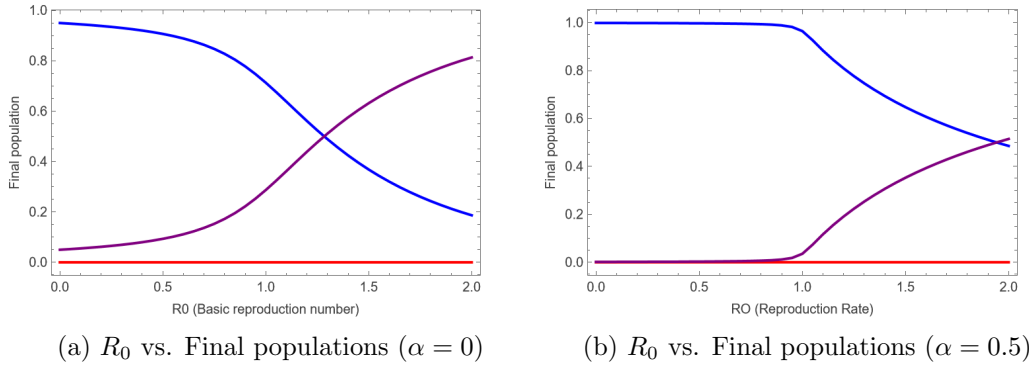 1.0
0.8
0.6
0.4
0.2
0.0
Final population
0.0 0.5 1.0 1.5 2.0
R0 (Basic reproduction number)
(a) R₀ vs. Final populations (α = 0)
1.0
0.8
0.6
0.4
0.2
0.0
Final population
0.0 0.5 1.0 1.5 2.0
RO (Reproduction Rate)
(b) R₀ vs. Final populations (α = 0.5)